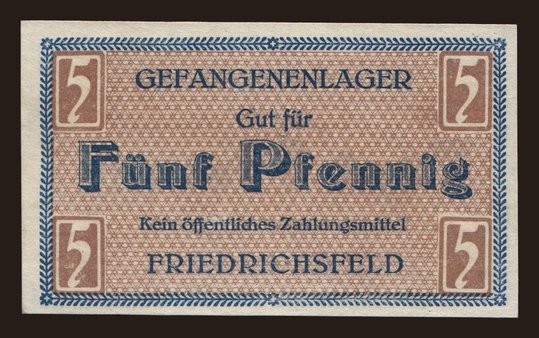 5 5
GEFANGENENLAGER
Gut für
Fünf Pfennig
Kein öffentliches Zahlungsmittel
FRIEDRICHSFELD
5 5